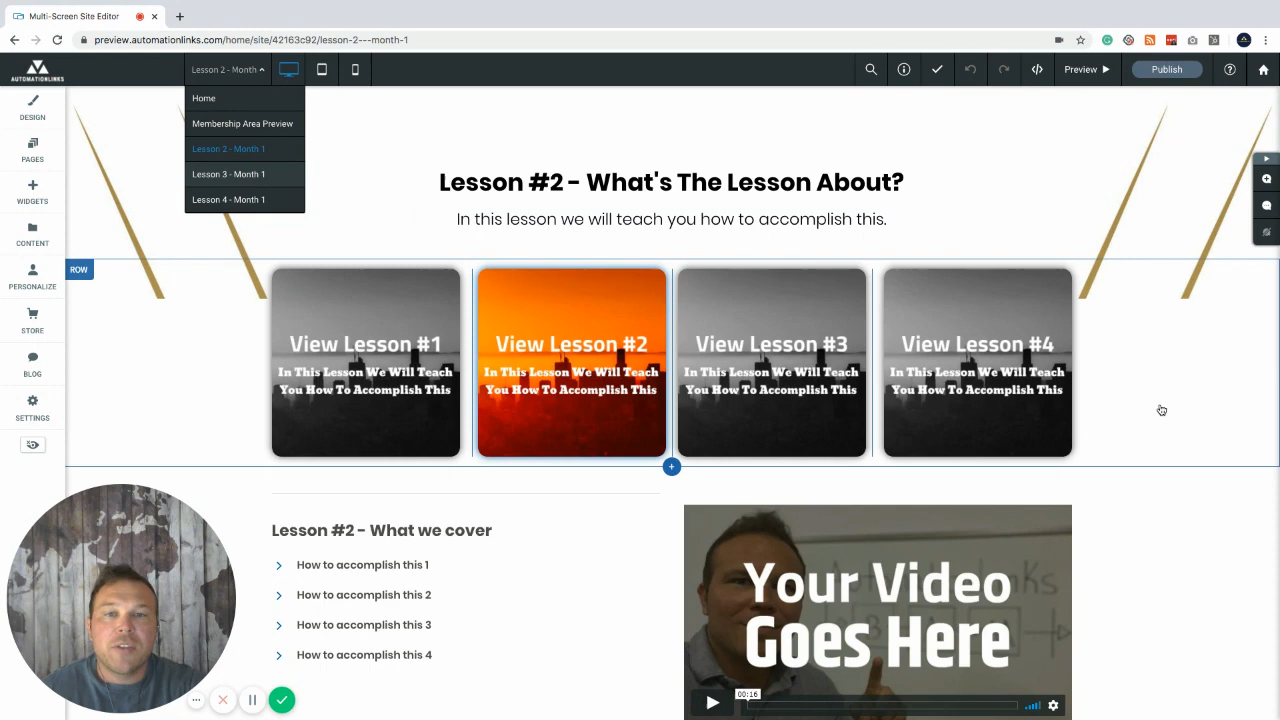 Multi-Screen Site Editor
preview.automationlinks.com/home/site/42163c92/lesson-2---month-1
AUTOMATIONLINKS
Lesson 2 - Month
Preview
Publish
Home
Membership Area Preview
Lesson 2 - Month 1
Lesson 3 - Month 1
Lesson 4 - Month 1
DESIGN
PAGES
WIDGETS
CONTENT
PERSONALIZE
STORE
BLOG
SETTINGS
Lesson #2 - What's The Lesson About?
In this lesson we will teach you how to accomplish this.
ROW
View Lesson #1
In This Lesson We Will Teach
You How To Accomplish This
View Lesson #2
In This Lesson We Will Teach
You How To Accomplish This
View Lesson #3
In This Lesson We Will Teach
You How To Accomplish This
View Lesson #4
In This Lesson We Will Teach
You How To Accomplish This
Lesson #2 - What we cover
How to accomplish this 1
How to accomplish this 2
How to accomplish this 3
How to accomplish this 4
Your Video
Goes Here
00:16